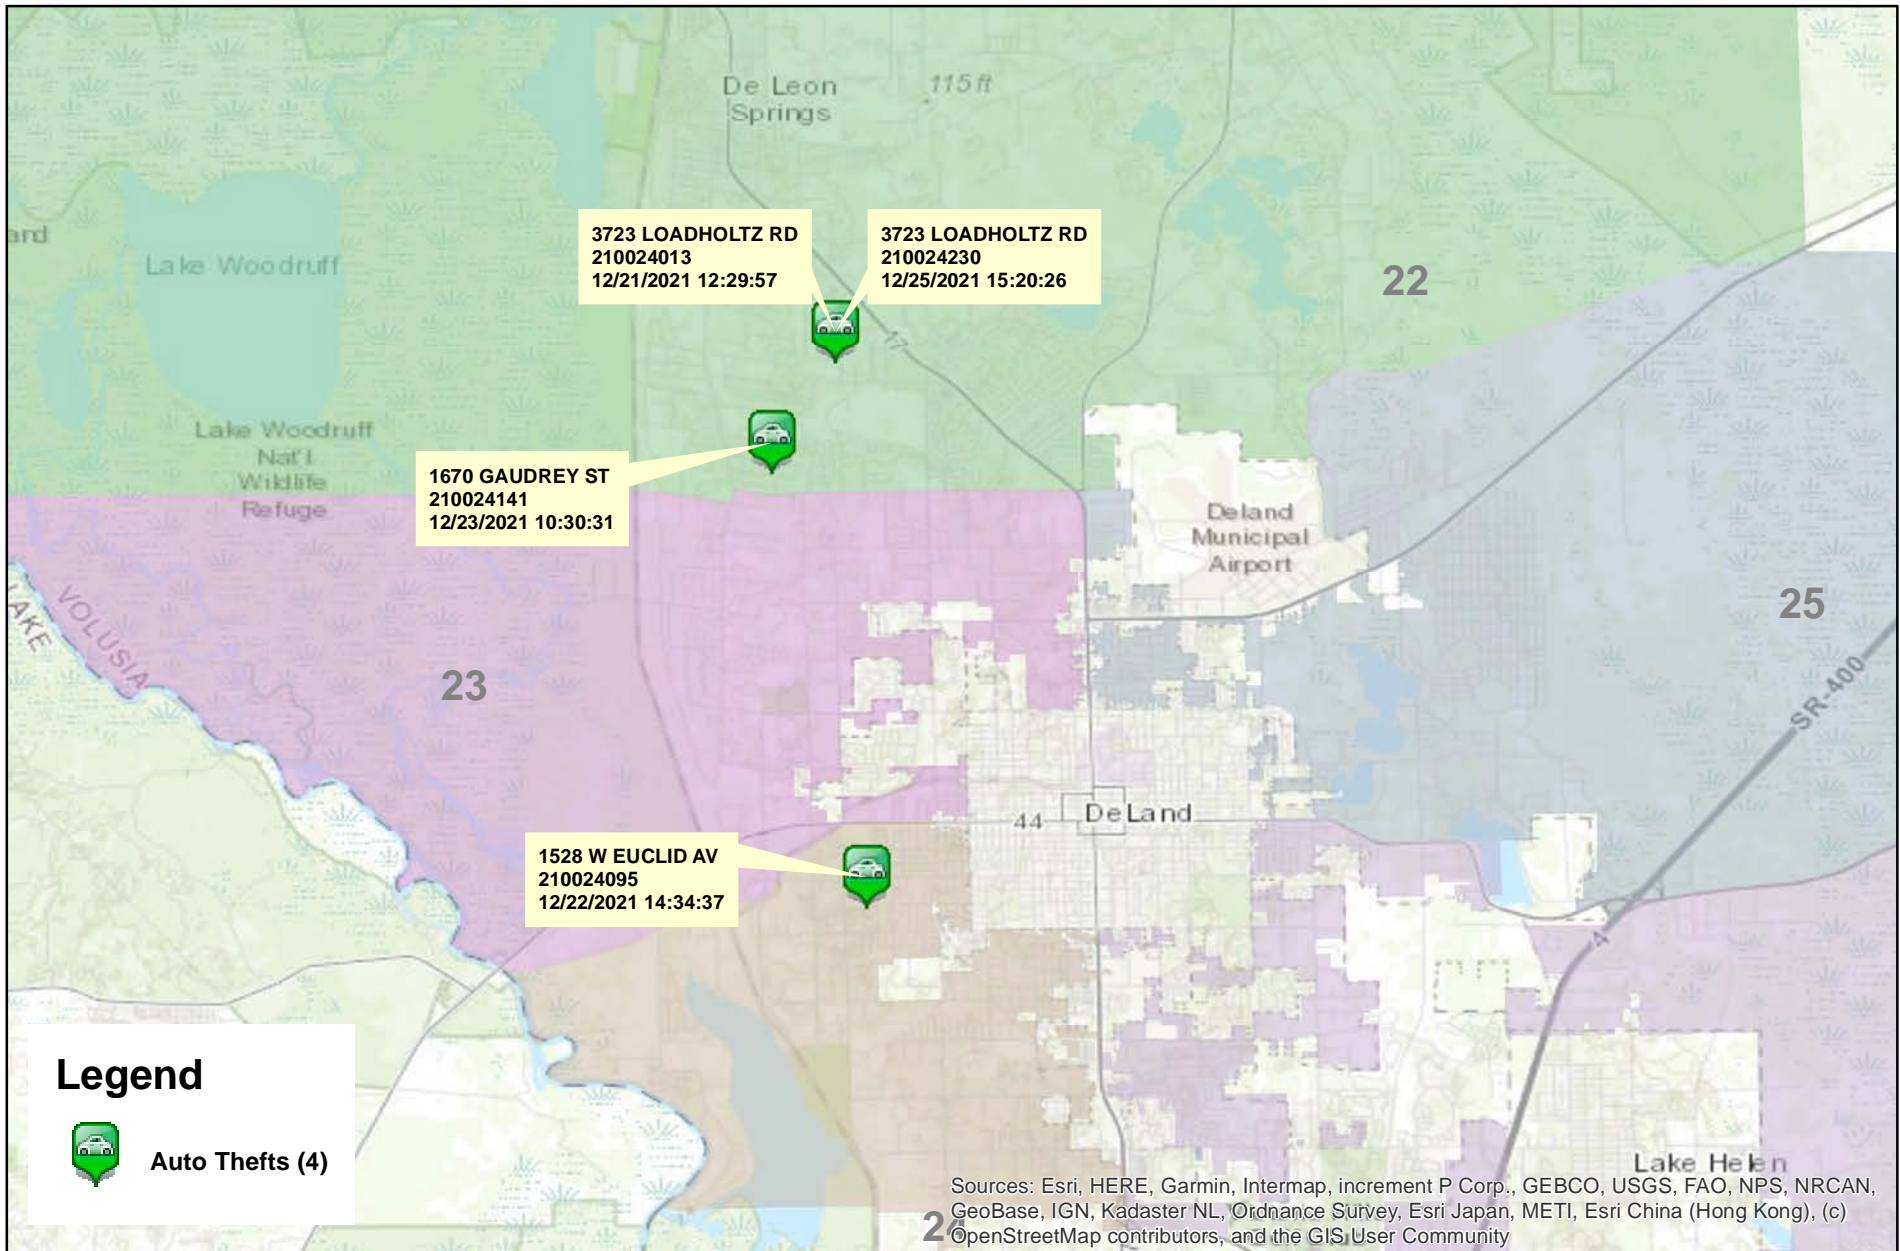 De Leon
Springs
115 ft
ard
Lake Woodruff
3723 LOADHOLTZ RD
210024013
12/21/2021 12:29:57
3723 LOADHOLTZ RD
210024230
12/25/2021 15:20:26
22
17
Lake Woodruff
Nat'l
Wildlife
Refuge
1670 GAUDREY ST
210024141
12/23/2021 10:30:31
Deland
Municipal
Airport
25
LAKE
VOLUSIA
23
SR-400
44
DeLand
1528 W EUCLID AV
210024095
12/22/2021 14:34:37
4
Legend
Auto Thefts (4)
Lake Helen
24
Sources: Esri, HERE, Garmin, Intermap, increment P Corp., GEBCO, USGS, FAO, NPS, NRCAN,
GeoBase, IGN, Kadaster NL, Ordnance Survey, Esri Japan, METI, Esri China (Hong Kong), (c)
OpenStreetMap contributors, and the GIS User Community